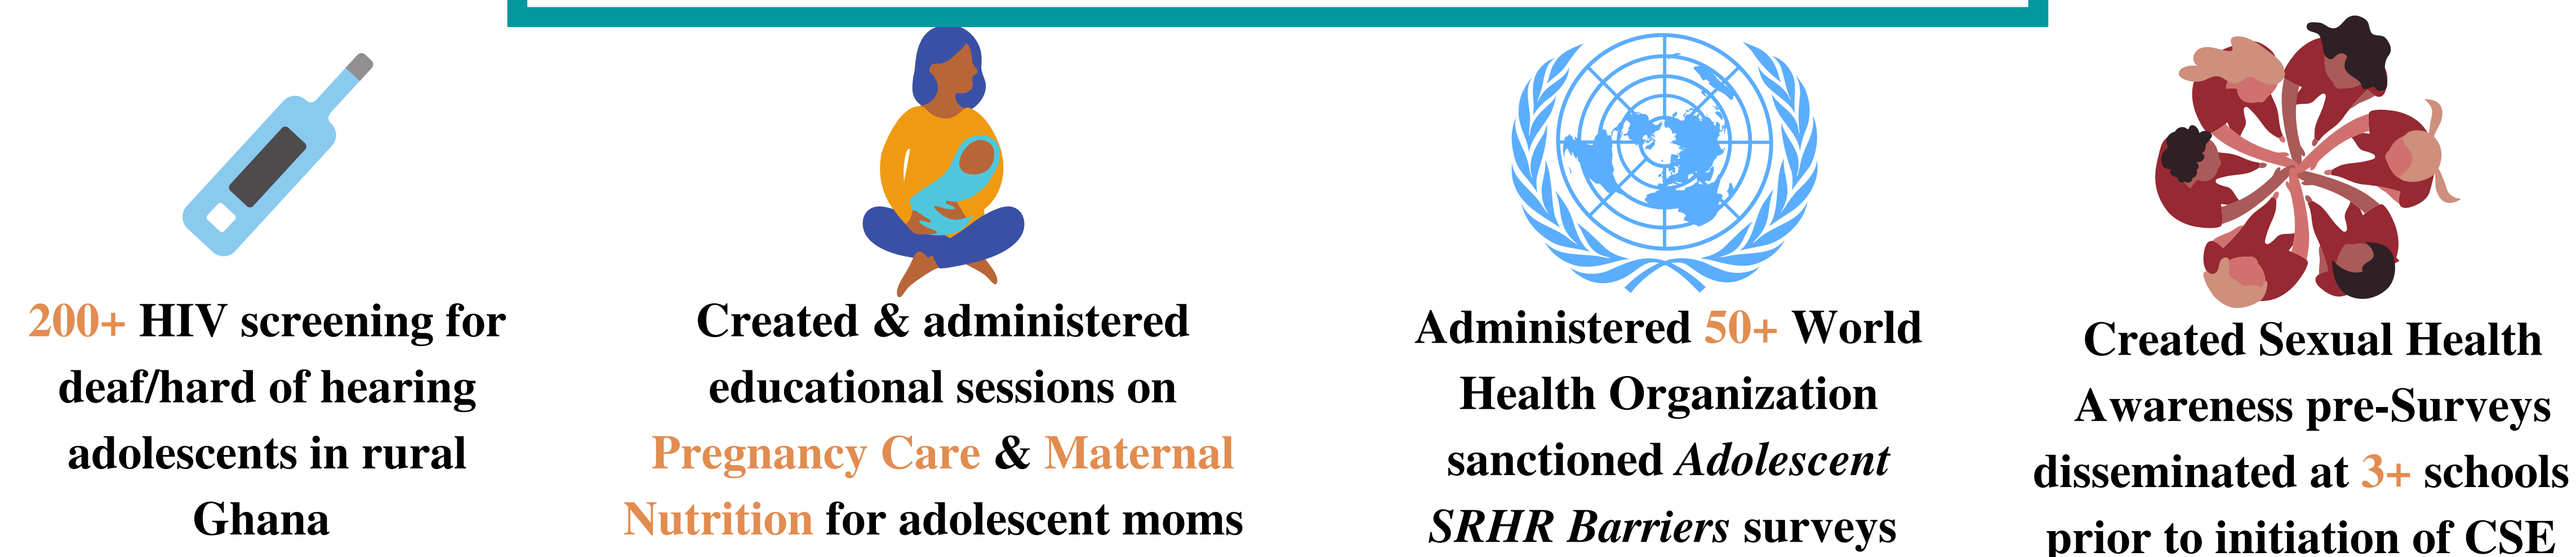 200+ HIV screening for
deaf/hard of hearing
adolescents in rural
Ghana
Created & administered
educational sessions on
Pregnancy Care & Maternal
Nutrition for adolescent moms
Administered 50+ World
Health Organization
sanctioned Adolescent
SRHR Barriers surveys
Created Sexual Health
Awareness pre-Surveys
disseminated at 3+ schools
prior to initiation of CSE